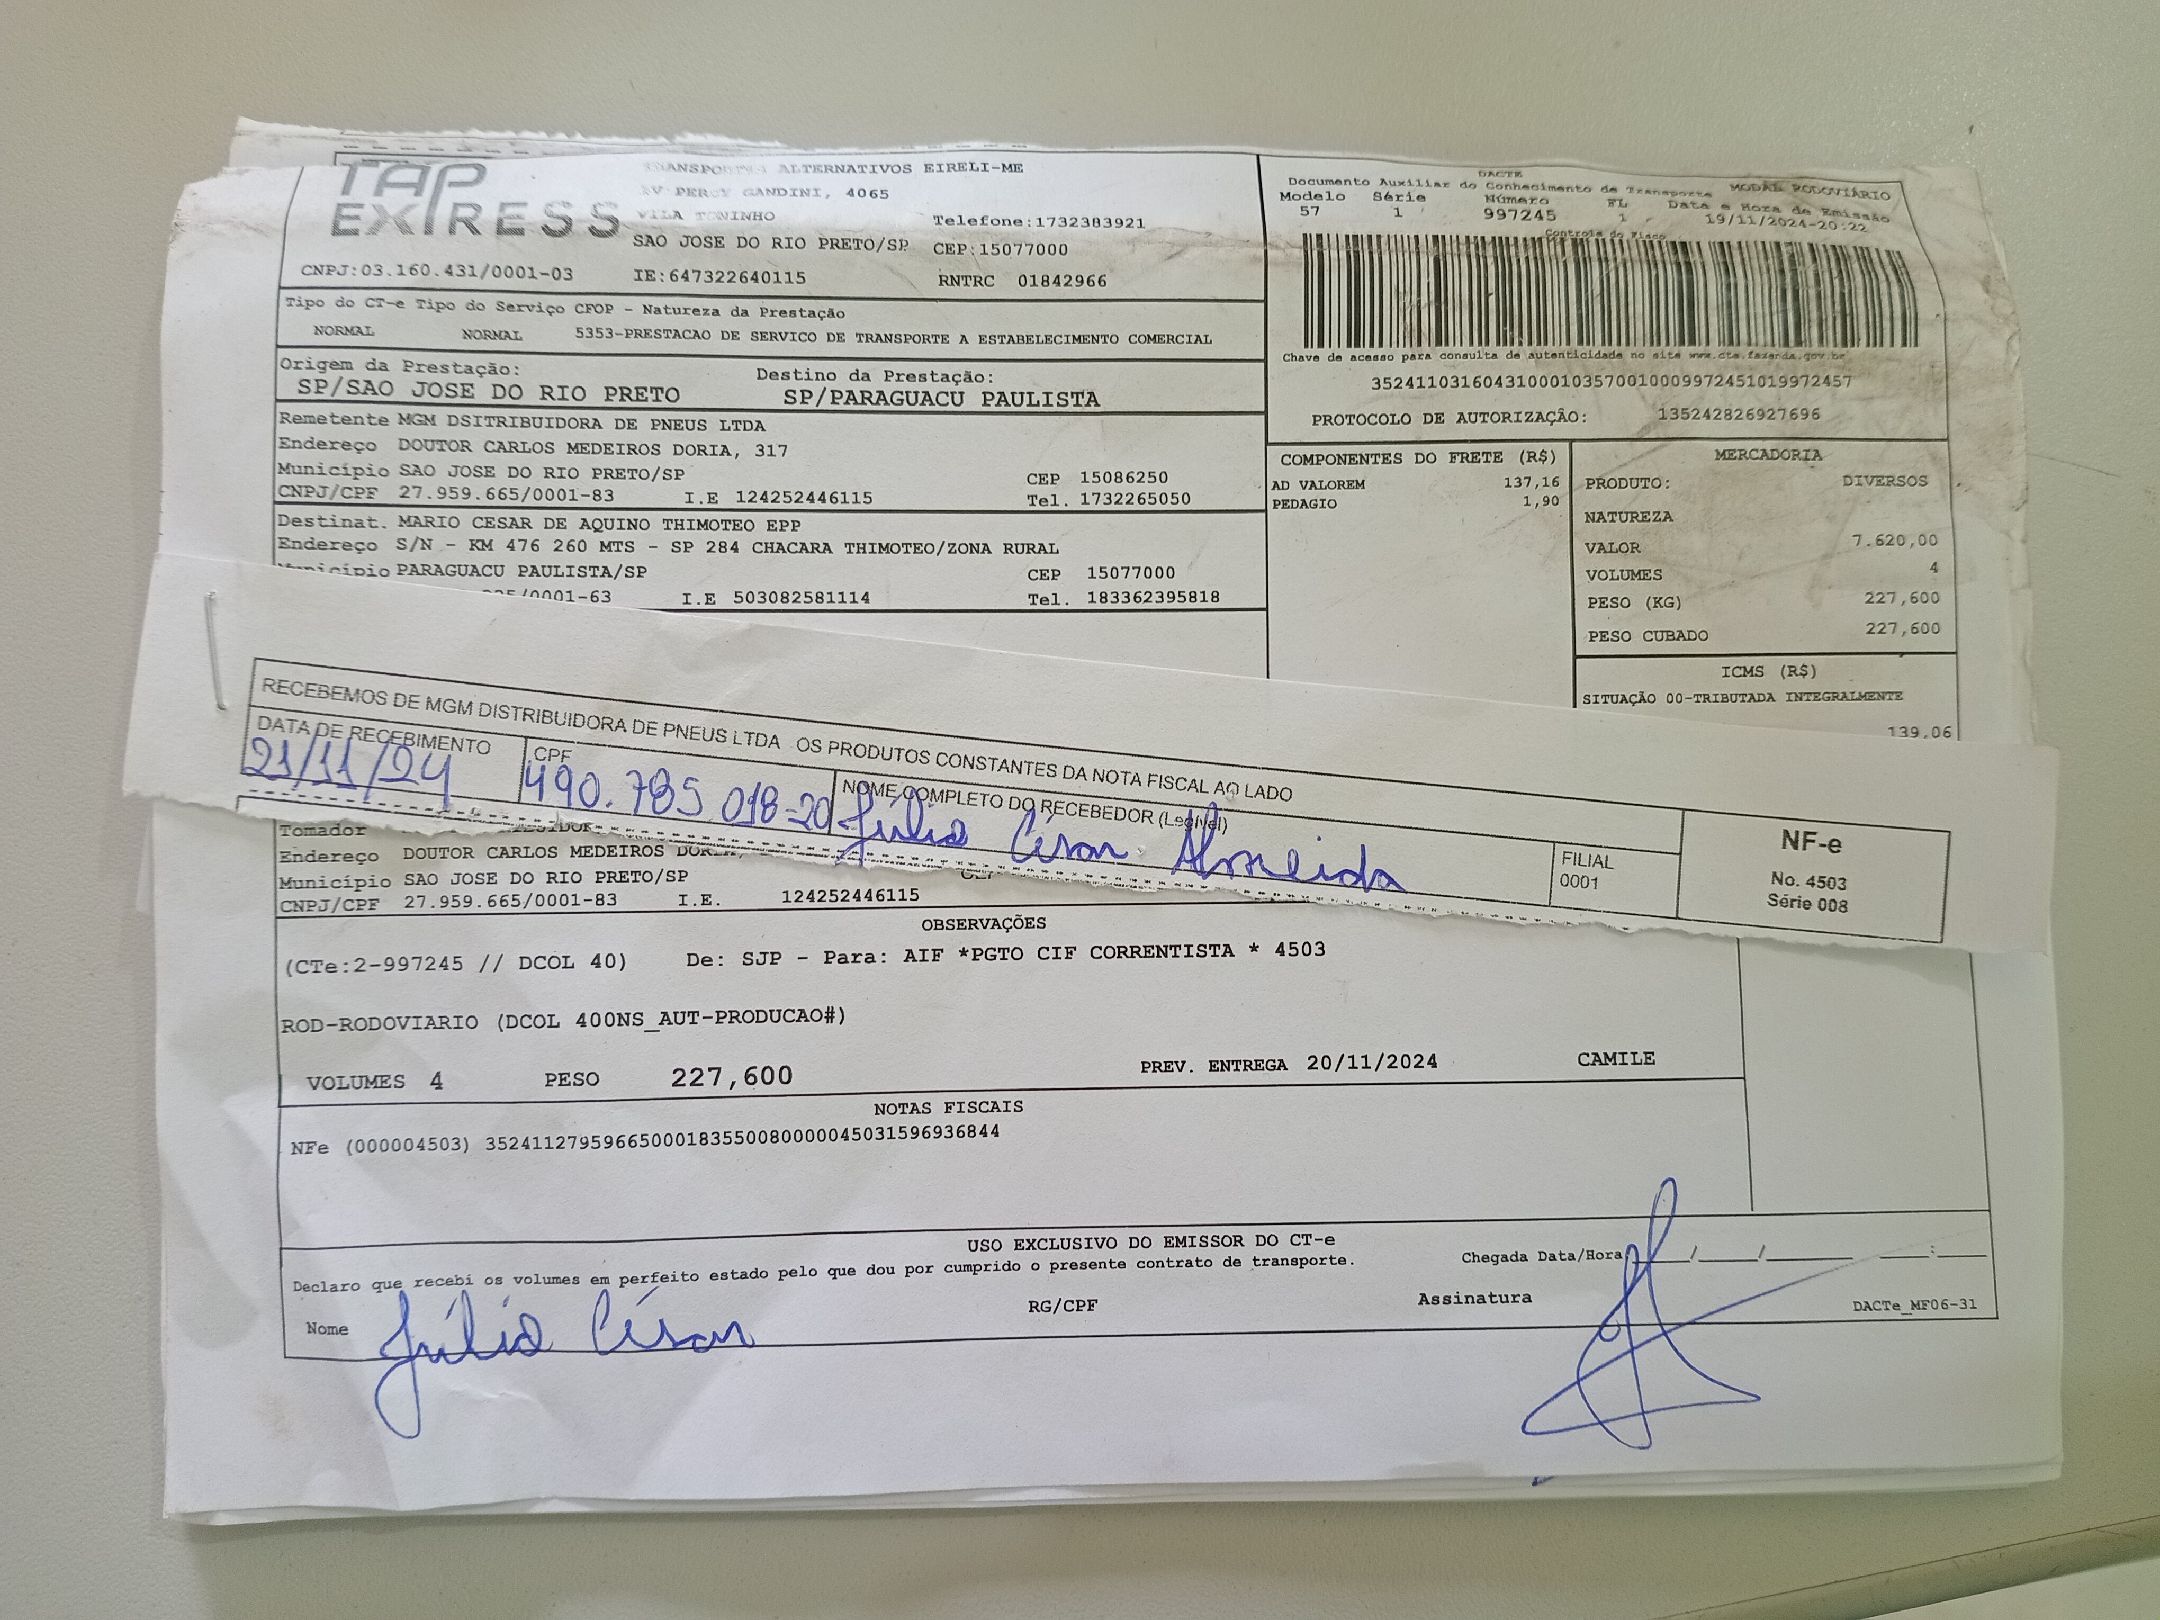 TAP EXPRESS
TRANSPORTES ALTERNATIVOS EIRELI-ME
AV PERCY GANDINI, 4065
VILA TONINHO
Telefone:1732383921
SAO JOSE DO RIO PRETO/SP CEP:15077000
CNPJ:03.160.431/0001-03 IE:647322640115 RNTRC 01842966
DACTE
Documento Auxiliar do Conhecimento de Transporte MODAL RODOVIÁRIO
Modelo Série Número FL Data e Hora de Emissão
57 1 997245 1 19/11/2024-20:22
Controle do Fisco
Chave de acesso para consulta de autenticidade no site www.cte.fazenda.gov.br
35241103160431000103570010009972451019972457
PROTOCOLO DE AUTORIZAÇÃO: 135242826927696
Tipo do CT-e Tipo do Serviço CFOP - Natureza da Prestação
NORMAL NORMAL 5353-PRESTACAO DE SERVICO DE TRANSPORTE A ESTABELECIMENTO COMERCIAL
Origem da Prestação: Destino da Prestação:
SP/SAO JOSE DO RIO PRETO SP/PARAGUACU PAULISTA
Remetente MGM DSITRIBUIDORA DE PNEUS LTDA
Endereço DOUTOR CARLOS MEDEIROS DORIA, 317
Município SAO JOSE DO RIO PRETO/SP CEP 15086250
CNPJ/CPF 27.959.665/0001-83 I.E 124252446115 Tel. 1732265050
Destinat. MARIO CESAR DE AQUINO THIMOTEO EPP
Endereço S/N - KM 476 260 MTS - SP 284 CHACARA THIMOTEO/ZONA RURAL
Município PARAGUACU PAULISTA/SP CEP 15077000
/0001-63 I.E 503082581114 Tel. 183362395818
COMPONENTES DO FRETE (R$)
AD VALOREM 137,16
PEDAGIO 1,90
MERCADORIA
PRODUTO: DIVERSOS
NATUREZA
VALOR 7.620,00
VOLUMES 4
PESO (KG) 227,600
PESO CUBADO 227,600
ICMS (R$)
SITUAÇÃO 00-TRIBUTADA INTEGRALMENTE
139,06
RECEBEMOS DE MGM DISTRIBUIDORA DE PNEUS LTDA OS PRODUTOS CONSTANTES DA NOTA FISCAL AO LADO
DATA DE RECEBIMENTO CPF NOME COMPLETO DO RECEBEDOR (Legível)
21/11/24 490.785.018-20 Júlio César Almeida
FILIAL
0001
NF-e
No. 4503
Série 008
Tomador
Endereço DOUTOR CARLOS MEDEIROS
Município SAO JOSE DO RIO PRETO/SP
CNPJ/CPF 27.959.665/0001-83 I.E. 124252446115
OBSERVAÇÕES
(CTe:2-997245 // DCOL 40) De: SJP - Para: AIF *PGTO CIF CORRENTISTA * 4503
ROD-RODOVIARIO (DCOL 400NS_AUT-PRODUCAO#)
VOLUMES 4 PESO 227,600 PREV. ENTREGA 20/11/2024 CAMILE
NOTAS FISCAIS
NFe (000004503) 35241127959665000183550080000045031596936844
USO EXCLUSIVO DO EMISSOR DO CT-e
Declaro que recebi os volumes em perfeito estado pelo que dou por cumprido o presente contrato de transporte.
Chegada Data/Hora ___/___/___ ___:___
Nome Júlio César RG/CPF Assinatura
DACTe_MF06-31